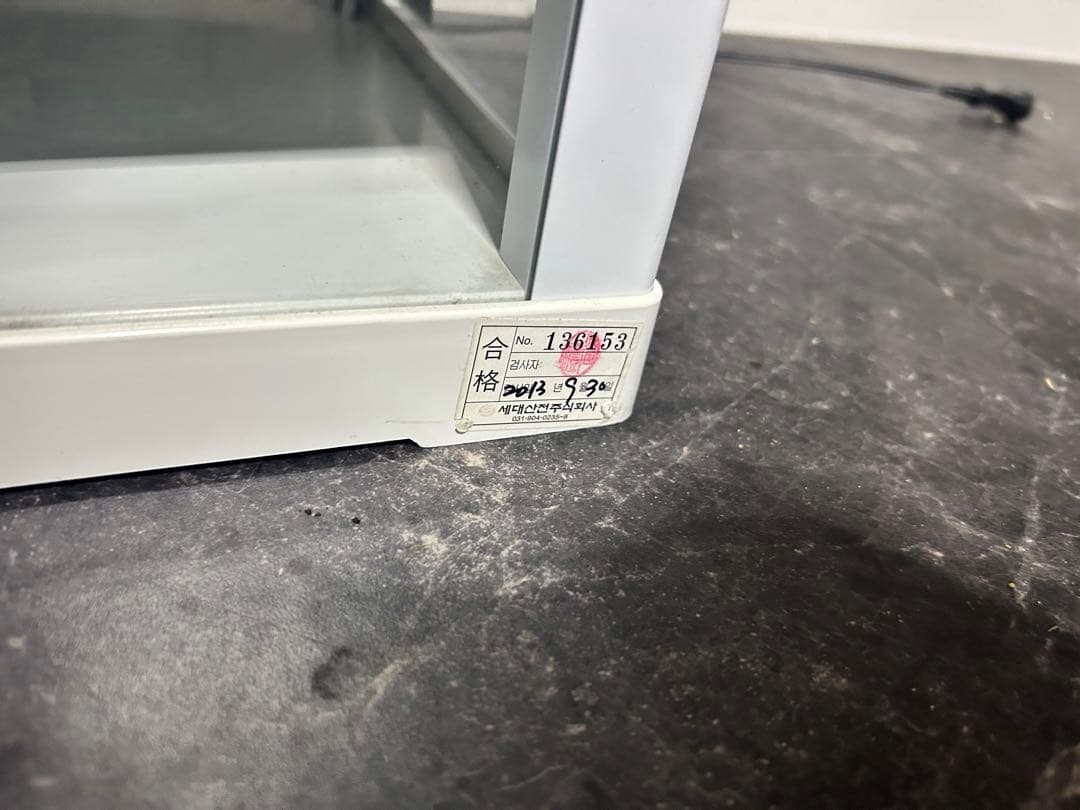 合格
No. 136153
검사자:
2013 년 9 월 30 일
세대산전주식회사
031-904-0235~8